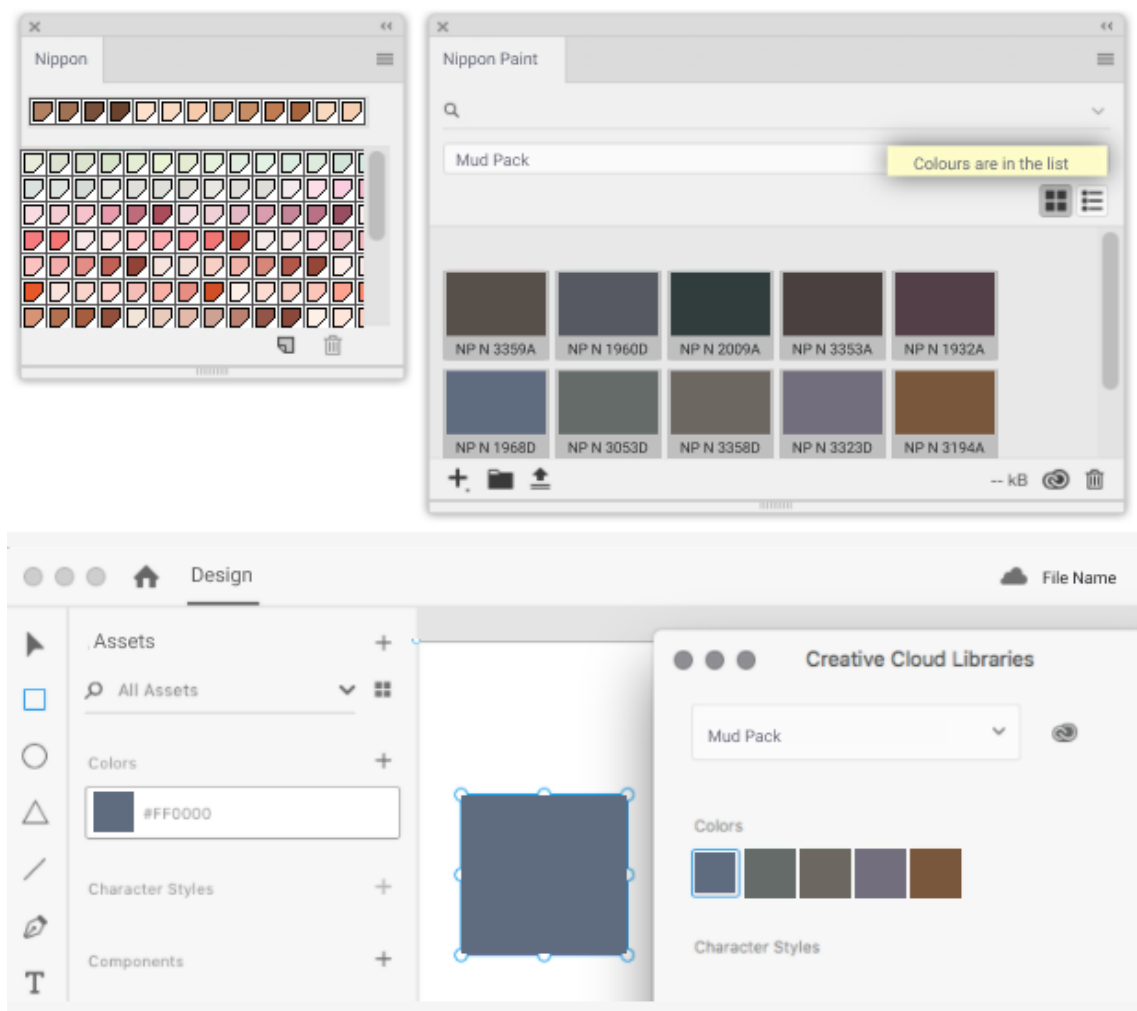 Nippon
Nippon Paint
Mud Pack
Colours are in the list
NP N 3359A
NP N 1960D
NP N 2009A
NP N 3353A
NP N 1932A
NP N 1968D
NP N 3053D
NP N 3358D
NP N 3323D
NP N 3194A
-- kB
Design
File Name
Assets
All Assets
Colors
#FF0000
Character Styles
Components
T
Creative Cloud Libraries
Mud Pack
Colors
Character Styles